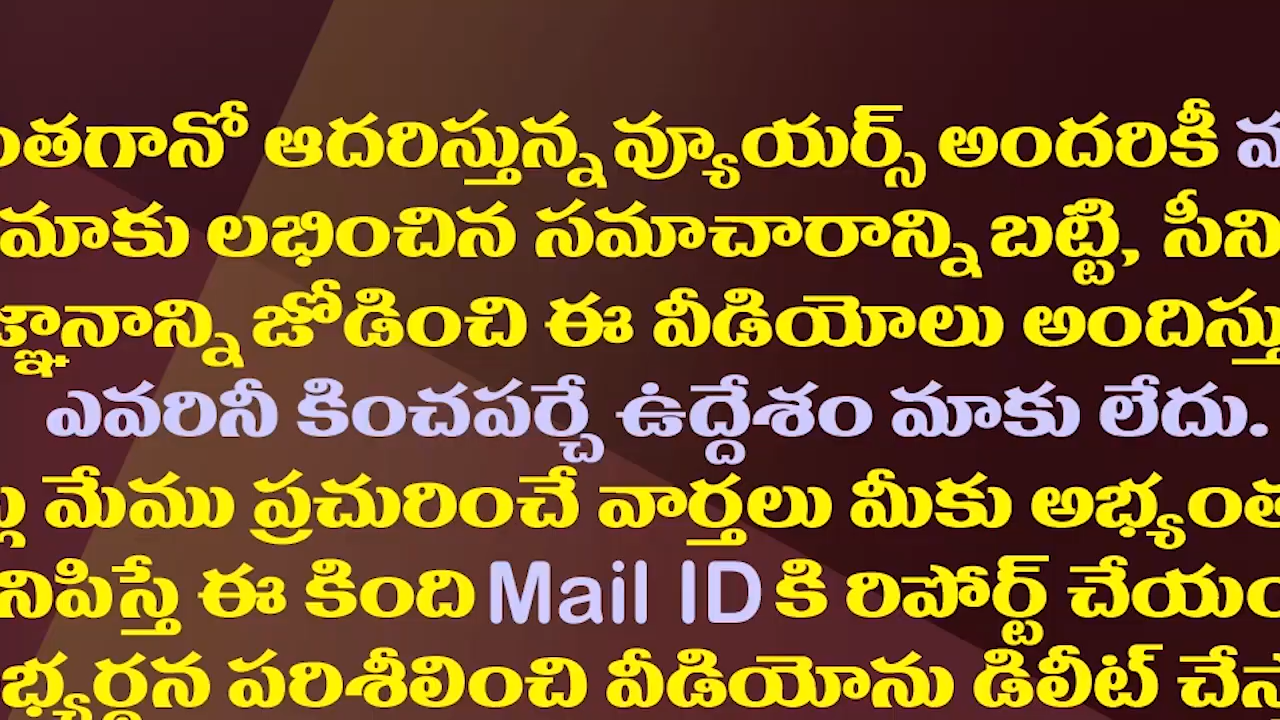 ఆదరిస్తున్న వ్యూయర్స్ అందరికీ
మాకు లభించిన సమాచారాన్ని బట్టి,
జోడించి ఈ వీడియోలు
ఎవరినీ కించపర్చే ఉద్దేశం మాకు లేదు.
మేము ప్రచురించే వార్తలు మీకు
ఈ కింది Mail ID కి రిపోర్ట్
పరిశీలించి వీడియోను డిలీట్